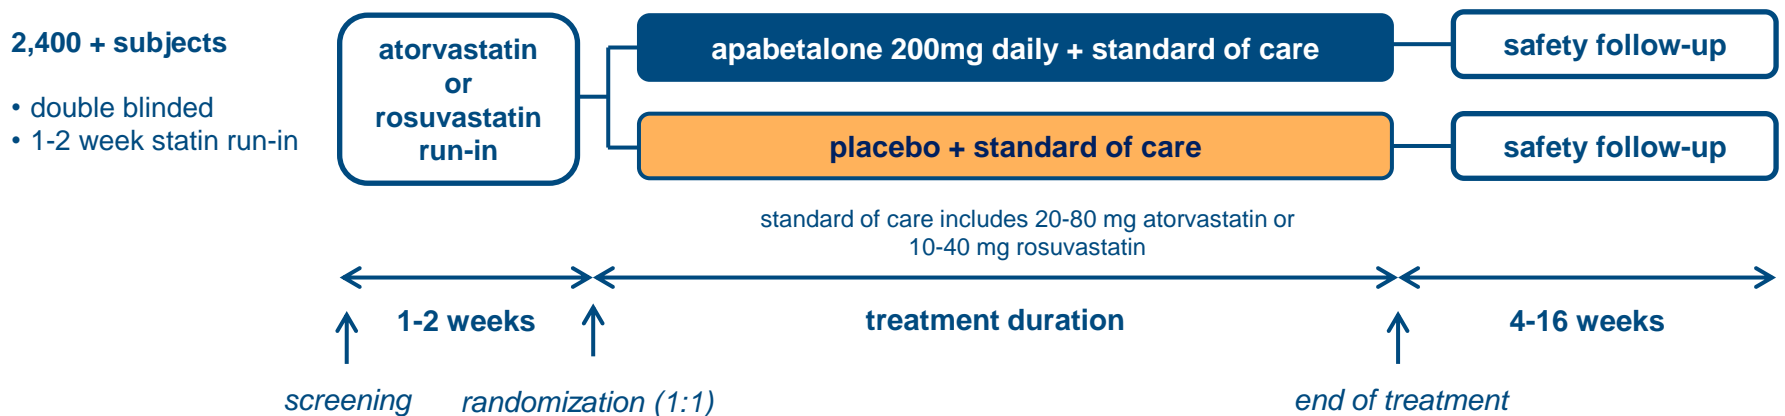 2,400 + subjects
• double blinded
• 1-2 week statin run-in
atorvastatin
or
rosuvastatin
run-in
apabetalone 200mg daily + standard of care
safety follow-up
placebo + standard of care
safety follow-up
standard of care includes 20-80 mg atorvastatin or
10-40 mg rosuvastatin
1-2 weeks
treatment duration
4-16 weeks
screening
randomization (1:1)
end of treatment